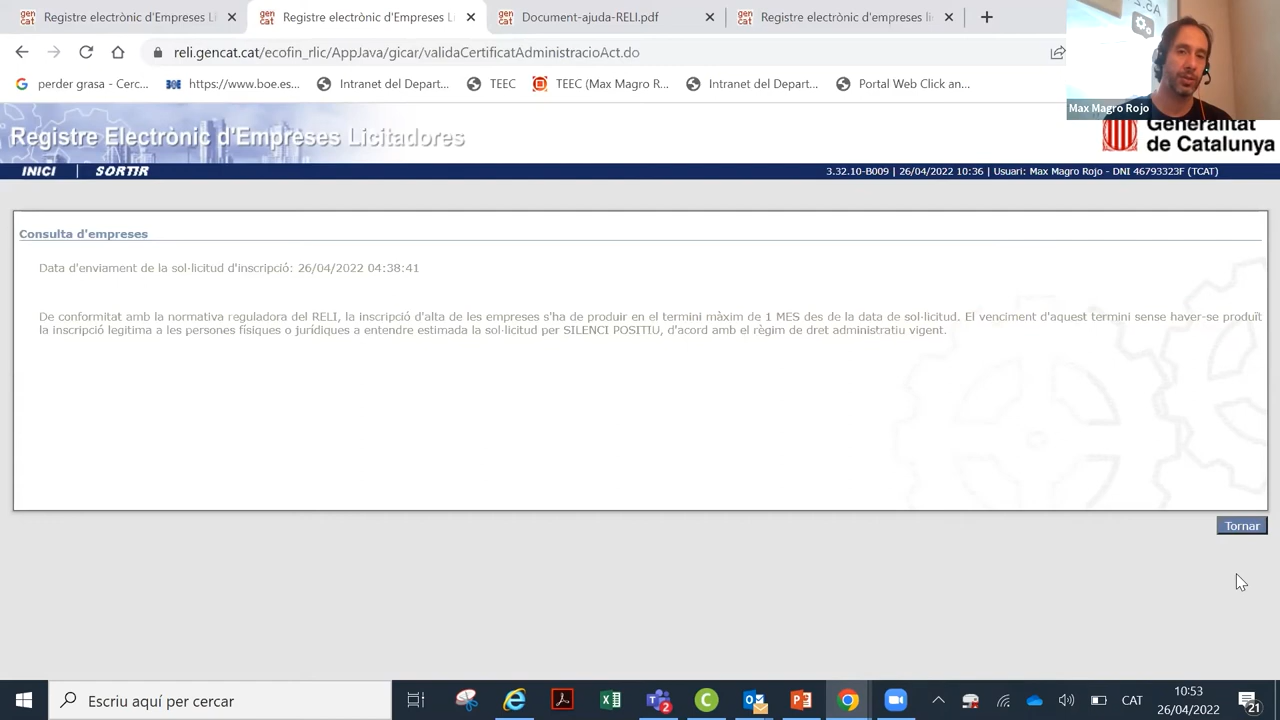 Registre electrònic d'Empreses Li
Registre electrònic d'Empreses L
Document-ajuda-RELI.pdf
Registre electrònic d'empreses li
reli.gencat.cat/ecofin_rlic/AppJava/gicar/validaCertificatAdministracioAct.do
perder grasa - Cerc...
https://www.boe.es...
Intranet del Depart...
TEEC
TEEC (Max Magro R...
Intranet del Depart...
Portal Web Click an...
Max Magro Rojo
Registre Electrònic d'Empreses Licitadores
Generalitat
de Catalunya
INICI | SORTIR
3.32.10-B009 | 26/04/2022 10:36 | Usuari: Max Magro Rojo - DNI 46793323F (TCAT)
Consulta d'empreses
Data d'enviament de la sol·licitud d'inscripció: 26/04/2022 04:38:41
De conformitat amb la normativa reguladora del RELI, la inscripció d'alta de les empreses s'ha de produir en el termini màxim de 1 MES des de la data de sol·licitud. El venciment d'aquest termini sense haver-se produït
la inscripció legitima a les persones físiques o jurídiques a entendre estimada la sol·licitud per SILENCI POSITIU, d'acord amb el règim de dret administratiu vigent.
Tornar
Escriu aquí per cercar
CAT
10:53
26/04/2022
21